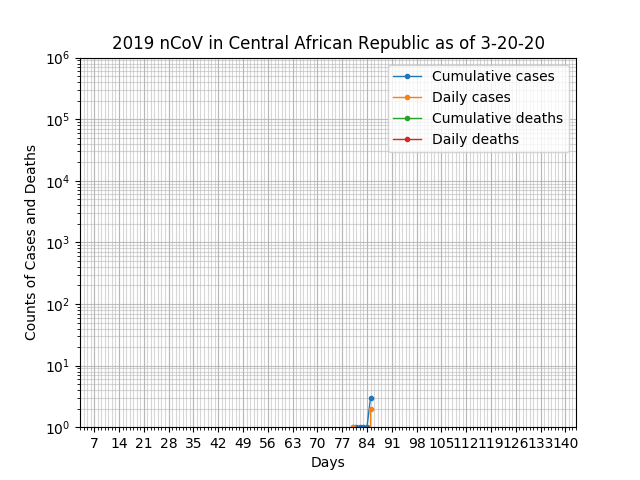 2019 nCoV in Central African Republic as of 3-20-20
Cumulative cases
Daily cases
Cumulative deaths
Daily deaths
Counts of Cases and Deaths
10^6
10^5
10^4
10^3
10^2
10^1
10^0
7 14 21 28 35 42 49 56 63 70 77 84 91 98 105 112 119 126 133 140
Days